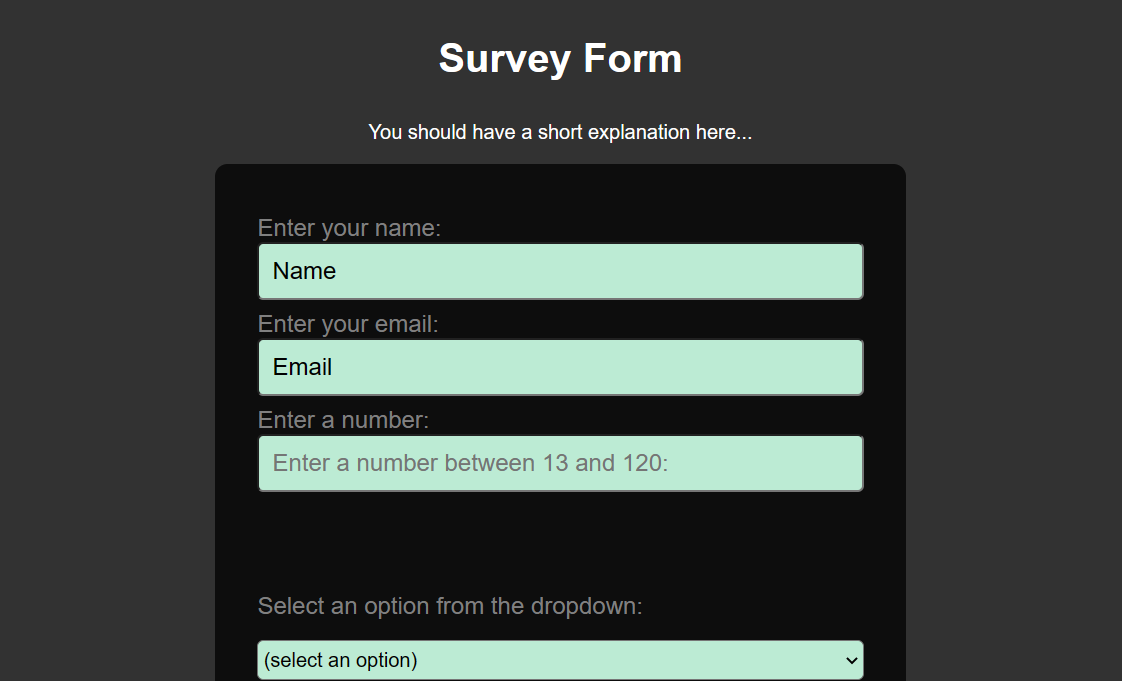 Survey Form
You should have a short explanation here...
Enter your name:
Name
Enter your email:
Email
Enter a number:
Enter a number between 13 and 120:
Select an option from the dropdown:
(select an option)